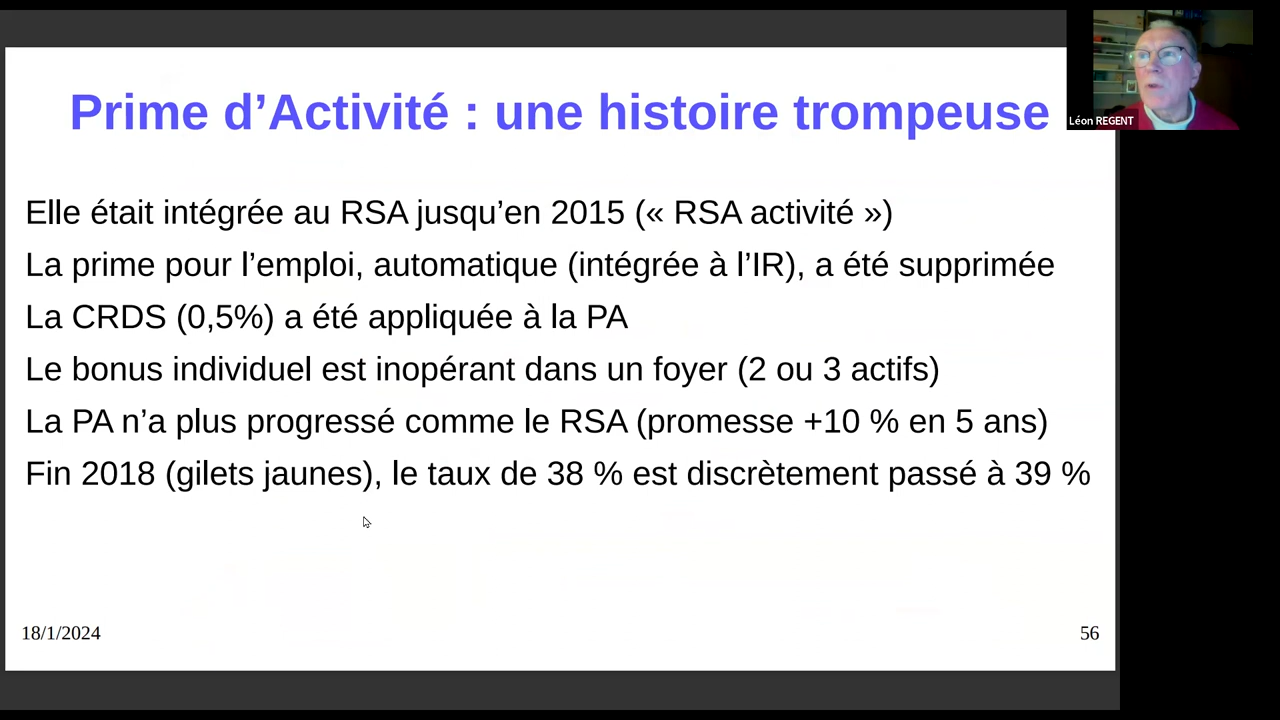 Prime d’Activité : une histoire trompeuse
Léon REGENT
Elle était intégrée au RSA jusqu’en 2015 (« RSA activité »)
La prime pour l’emploi, automatique (intégrée à l’IR), a été supprimée
La CRDS (0,5%) a été appliquée à la PA
Le bonus individuel est inopérant dans un foyer (2 ou 3 actifs)
La PA n’a plus progressé comme le RSA (promesse +10 % en 5 ans)
Fin 2018 (gilets jaunes), le taux de 38 % est discrètement passé à 39 %
18/1/2024
56